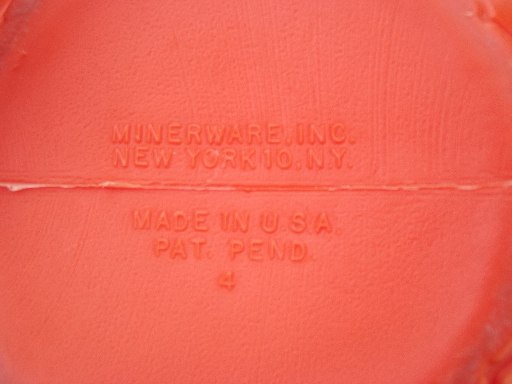 MINERWARE, INC.
NEW YORK 10, N.Y.
MADE IN U.S.A.
PAT. PEND.
4